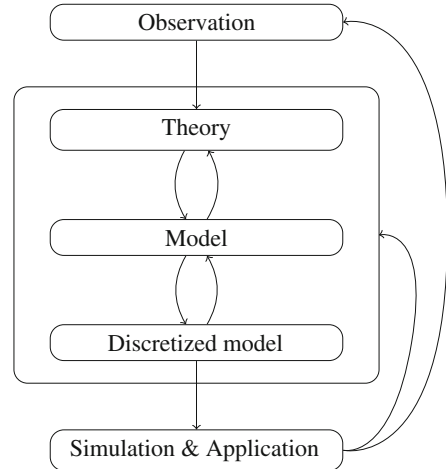 Observation
Theory
Model
Discretized model
Simulation & Application